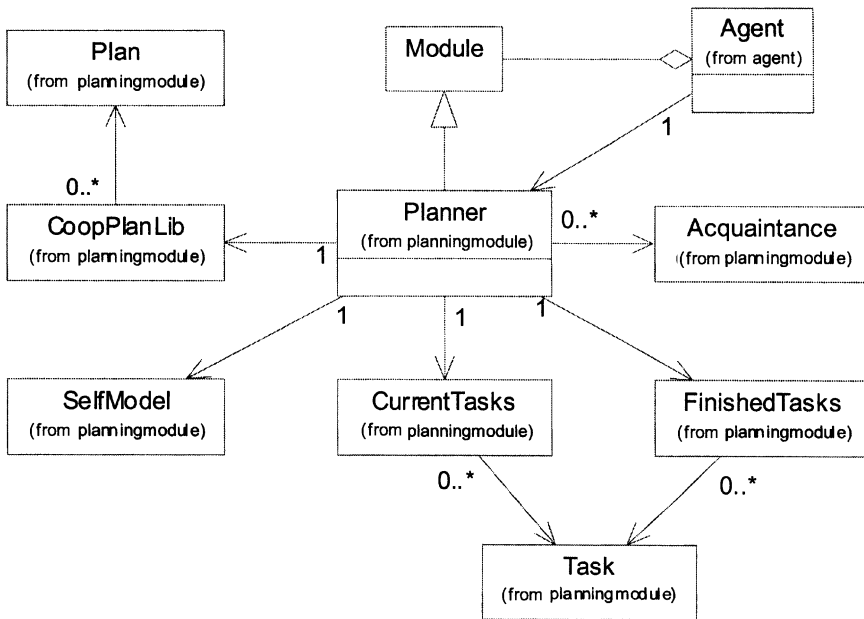 Agent
(from agent)
Plan
(from planningmodule)
Module
1
0..*
CoopPlanLib
(from planningmodule)
Planner
(from planningmodule)
0..*
Acquaintance
(from planningmodule)
1
1
1
1
SelfModel
(from planningmodule)
CurrentTasks
(from planningmodule)
FinishedTasks
(from planningmodule)
0..*
0..*
Task
(from planningmodule)